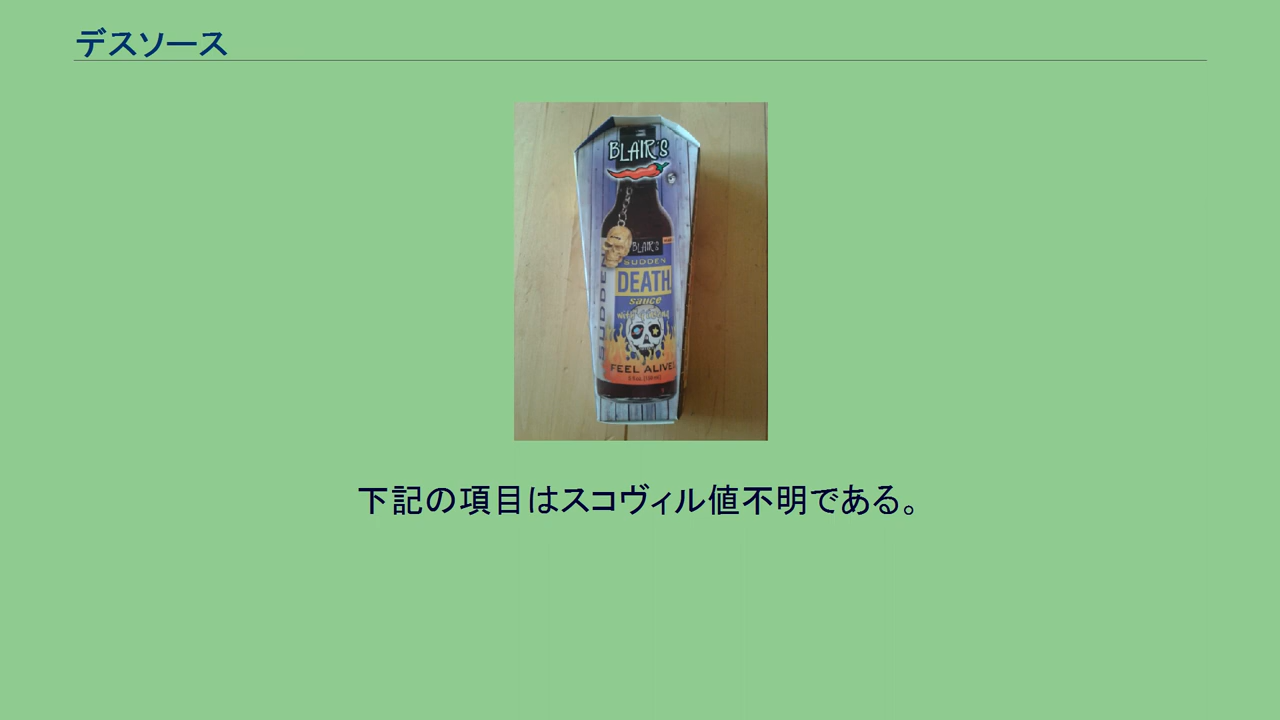 デスソース
BLAIR'S
BLAIR'S
SUDDEN
DEATH
sauce
FEEL ALIVE
下記の項目はスコヴィル値不明である。